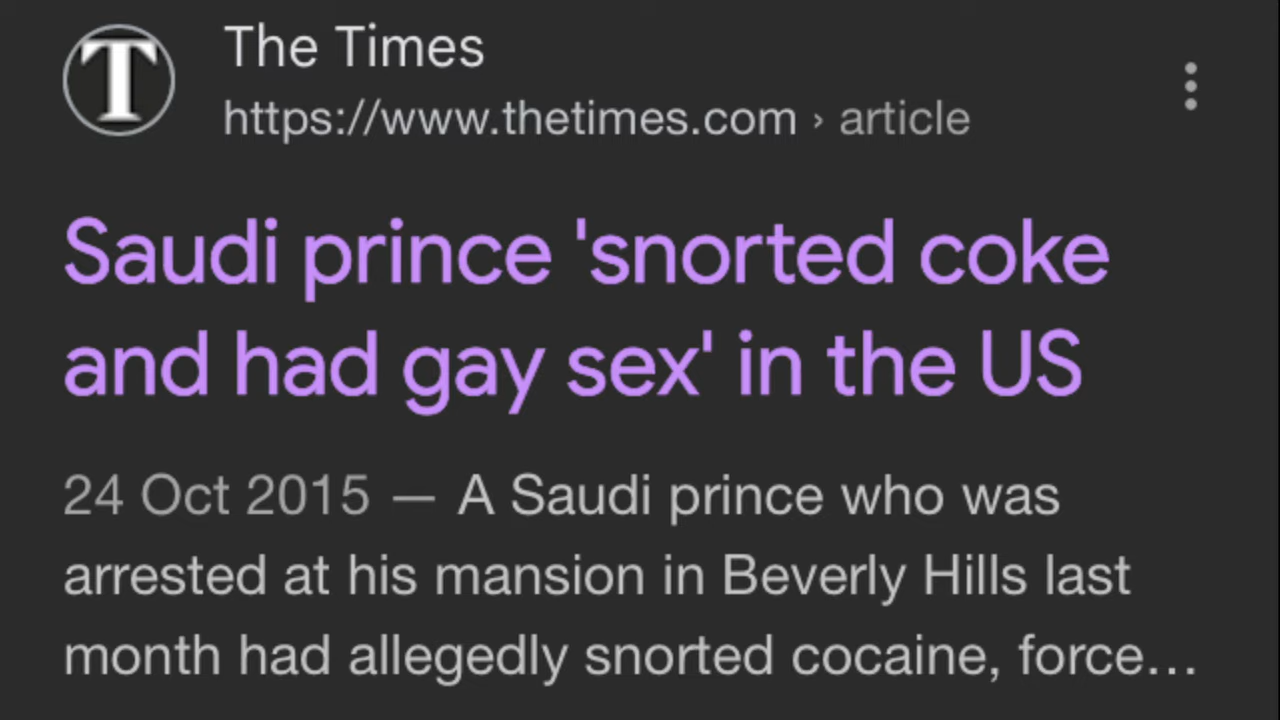 T
The Times
https://www.thetimes.com › article
Saudi prince 'snorted coke
and had gay sex' in the US
24 Oct 2015 — A Saudi prince who was
arrested at his mansion in Beverly Hills last
month had allegedly snorted cocaine, force...